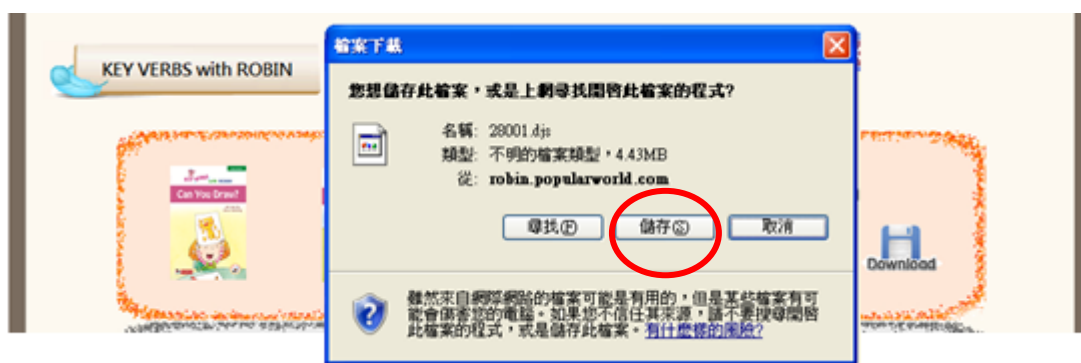 KEY VERBS with ROBIN
檔案下載
您想儲存此檔案，或是上網尋找開啓此檔案的程式?
名稱: 28001.djs
類型: 不明的檔案類型，4.43MB
從: robin.popularworld.com
尋找(F) 儲存(S) 取消
Can You Draw?
Download
雖然來自網際網路的檔案可能是有用的，但是某些檔案有可
能會傷害您的電腦。如果您不信任其來源，請不要搜尋開啓
此檔案的程式，或是儲存此檔案。有什麼樣的風險?